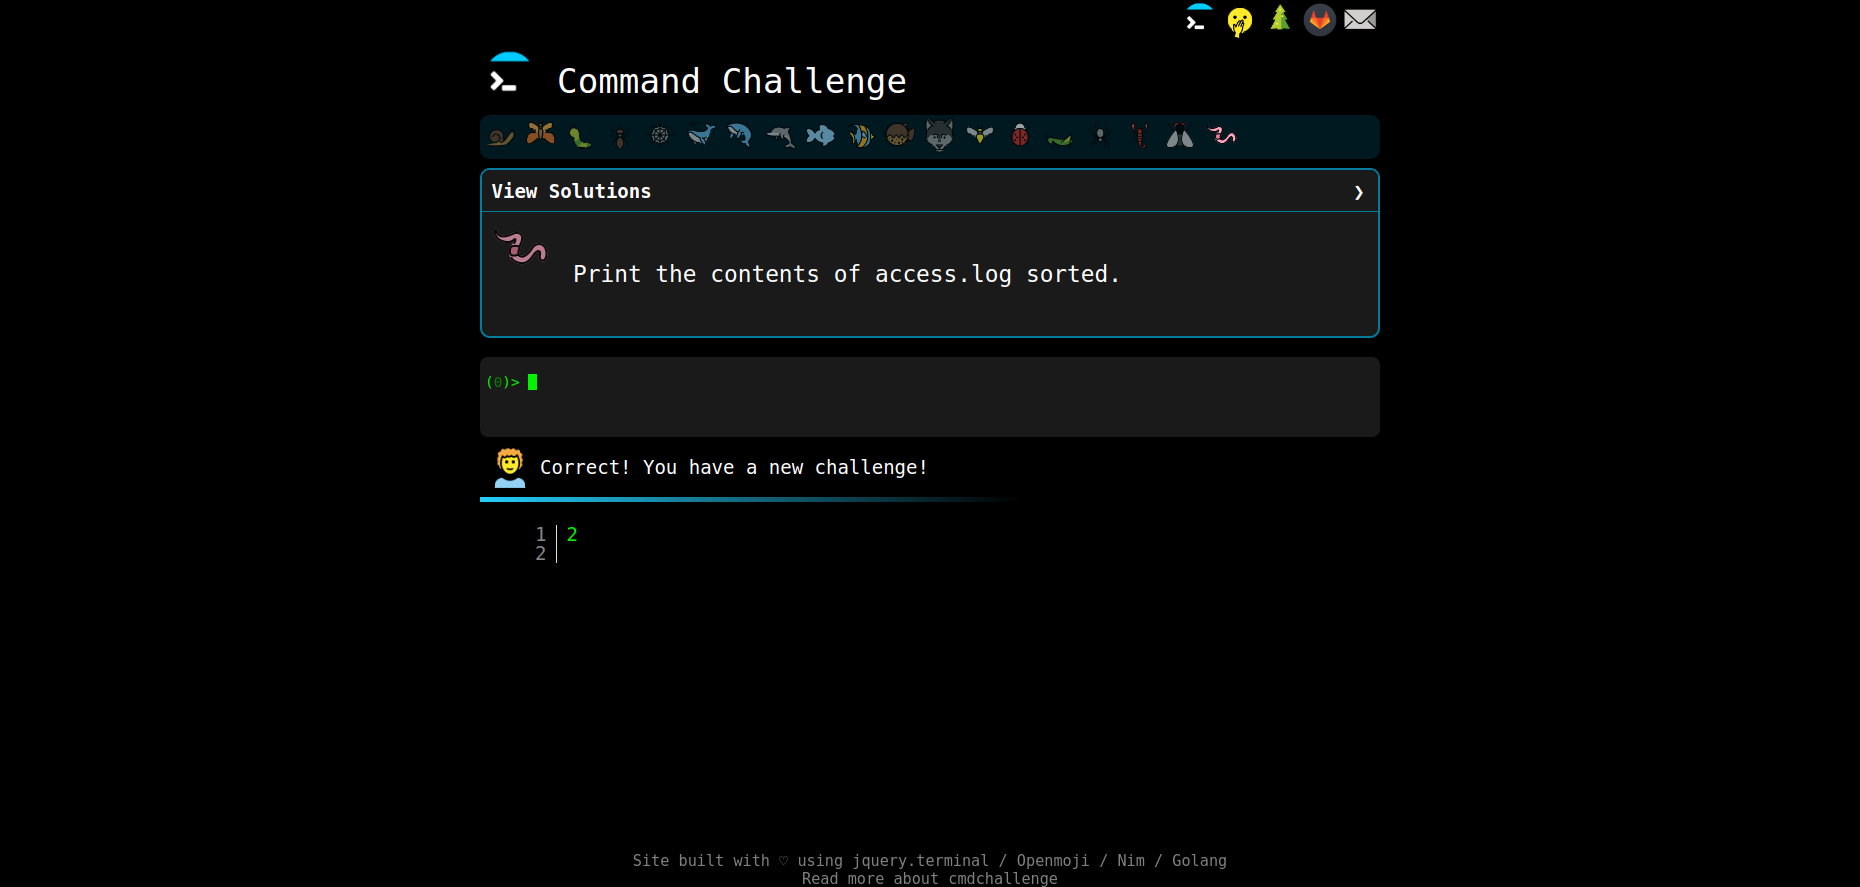 Command Challenge
View Solutions ❯
Print the contents of access.log sorted.
(0)>
Correct! You have a new challenge!
1 2
2
Site built with ♡ using jquery.terminal / Openmoji / Nim / Golang
Read more about cmdchallenge